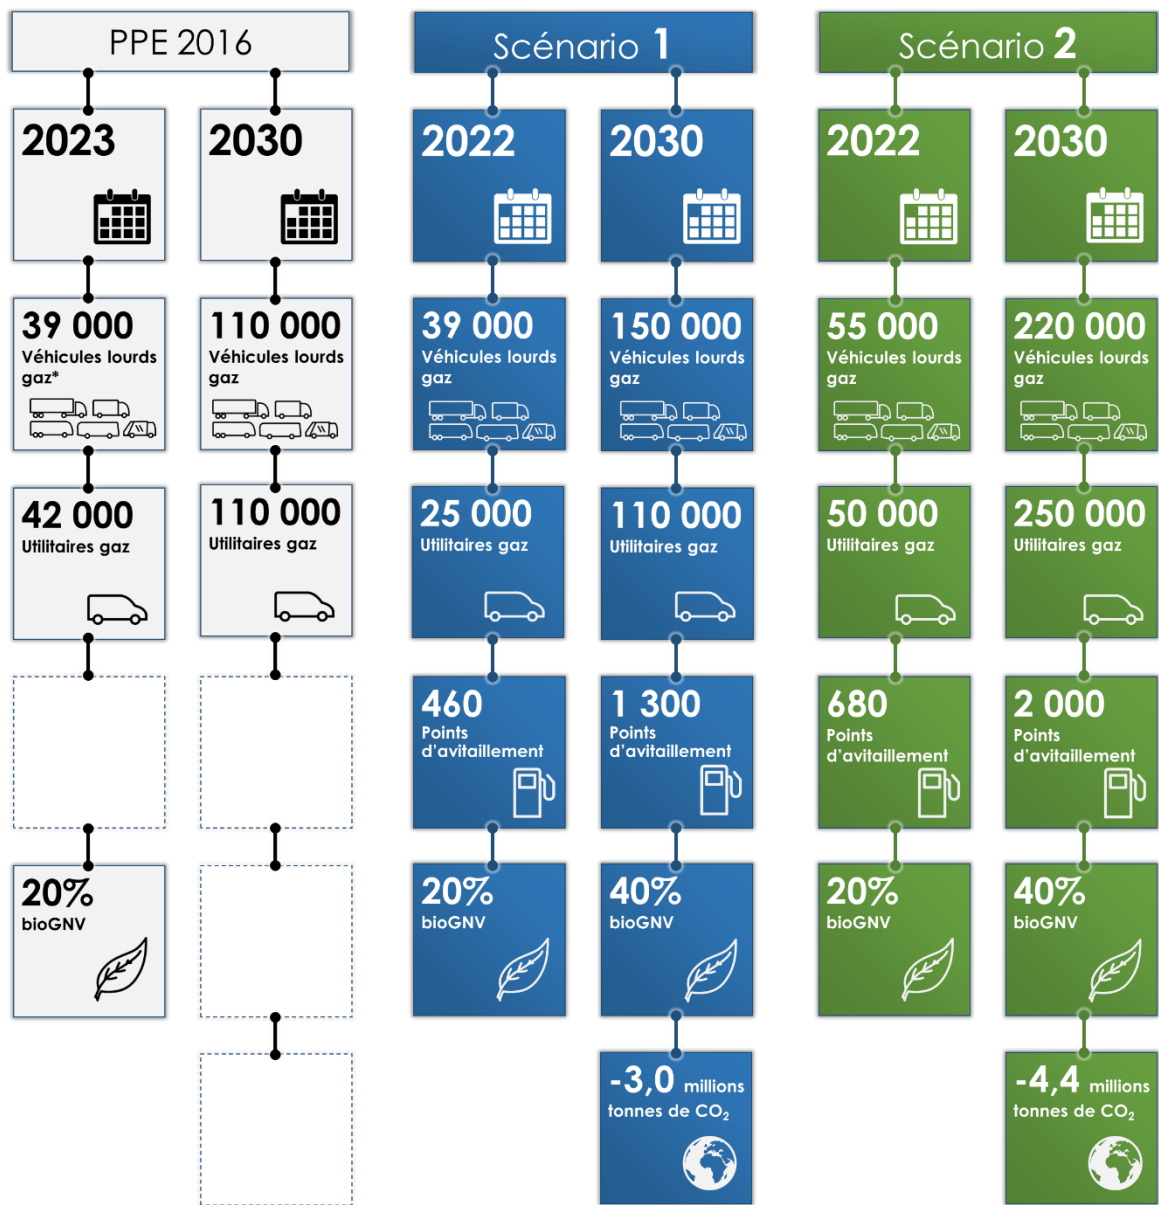 PPE 2016
2023
39 000
Véhicules lourds
gaz*
42 000
Utilitaires gaz
20%
bioGNV
2030
110 000
Véhicules lourds
gaz
110 000
Utilitaires gaz
Scénario 1
2022
39 000
Véhicules lourds
gaz
25 000
Utilitaires gaz
460
Points
d'avitaillement
20%
bioGNV
2030
150 000
Véhicules lourds
gaz
110 000
Utilitaires gaz
1 300
Points
d'avitaillement
40%
bioGNV
-3,0 millions
tonnes de CO₂
Scénario 2
2022
55 000
Véhicules lourds
gaz
50 000
Utilitaires gaz
680
Points
d'avitaillement
20%
bioGNV
2030
220 000
Véhicules lourds
gaz
250 000
Utilitaires gaz
2 000
Points
d'avitaillement
40%
bioGNV
-4,4 millions
tonnes de CO₂